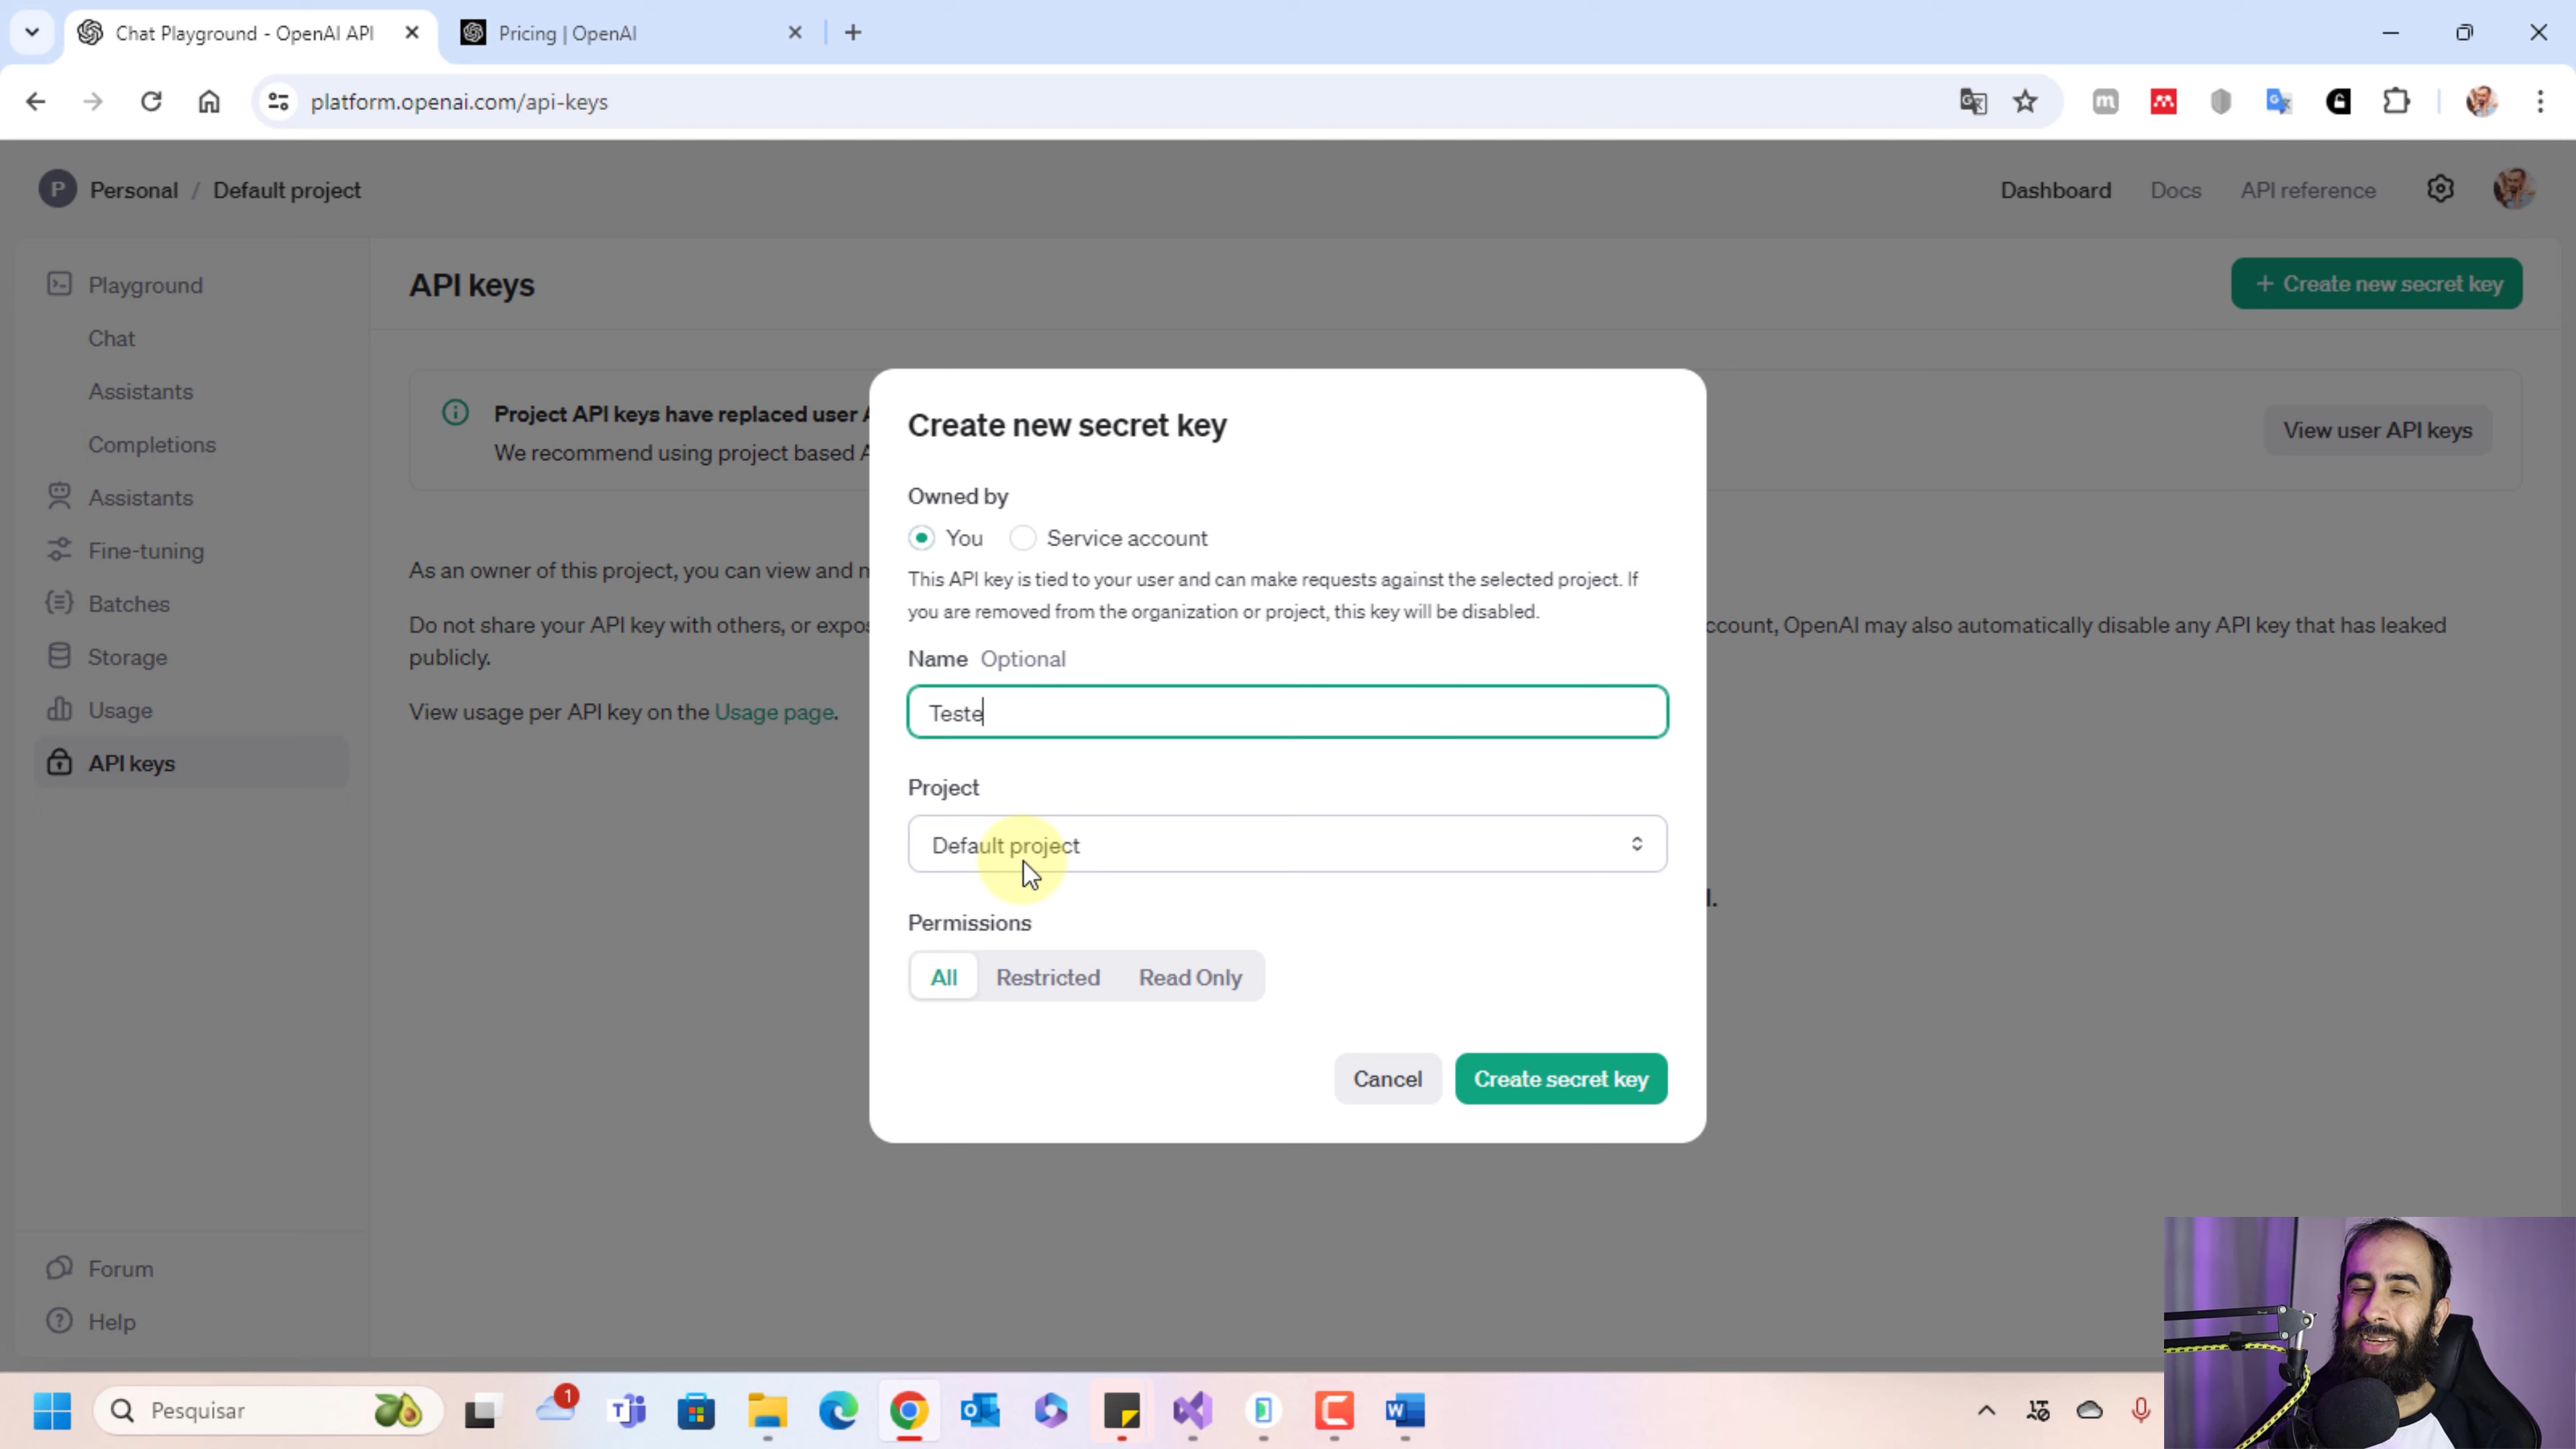 Chat Playground - OpenAI API
Pricing | OpenAI
platform.openai.com/api-keys
P Personal / Default project
Dashboard Docs API reference
Playground
Chat
Assistants
Completions
Assistants
Fine-tuning
Batches
Storage
Usage
API keys
Forum
Help
API keys
+ Create new secret key
Project API keys have replaced user A
We recommend using project based A
View user API keys
As an owner of this project, you can view and m
Do not share your API key with others, or expos
ccount, OpenAI may also automatically disable any API key that has leaked
publicly.
View usage per API key on the Usage page.
Create new secret key
Owned by
You Service account
This API key is tied to your user and can make requests against the selected project. If
you are removed from the organization or project, this key will be disabled.
Name Optional
Teste
Project
Default project
Permissions
All Restricted Read Only
Cancel Create secret key
Pesquisar
1